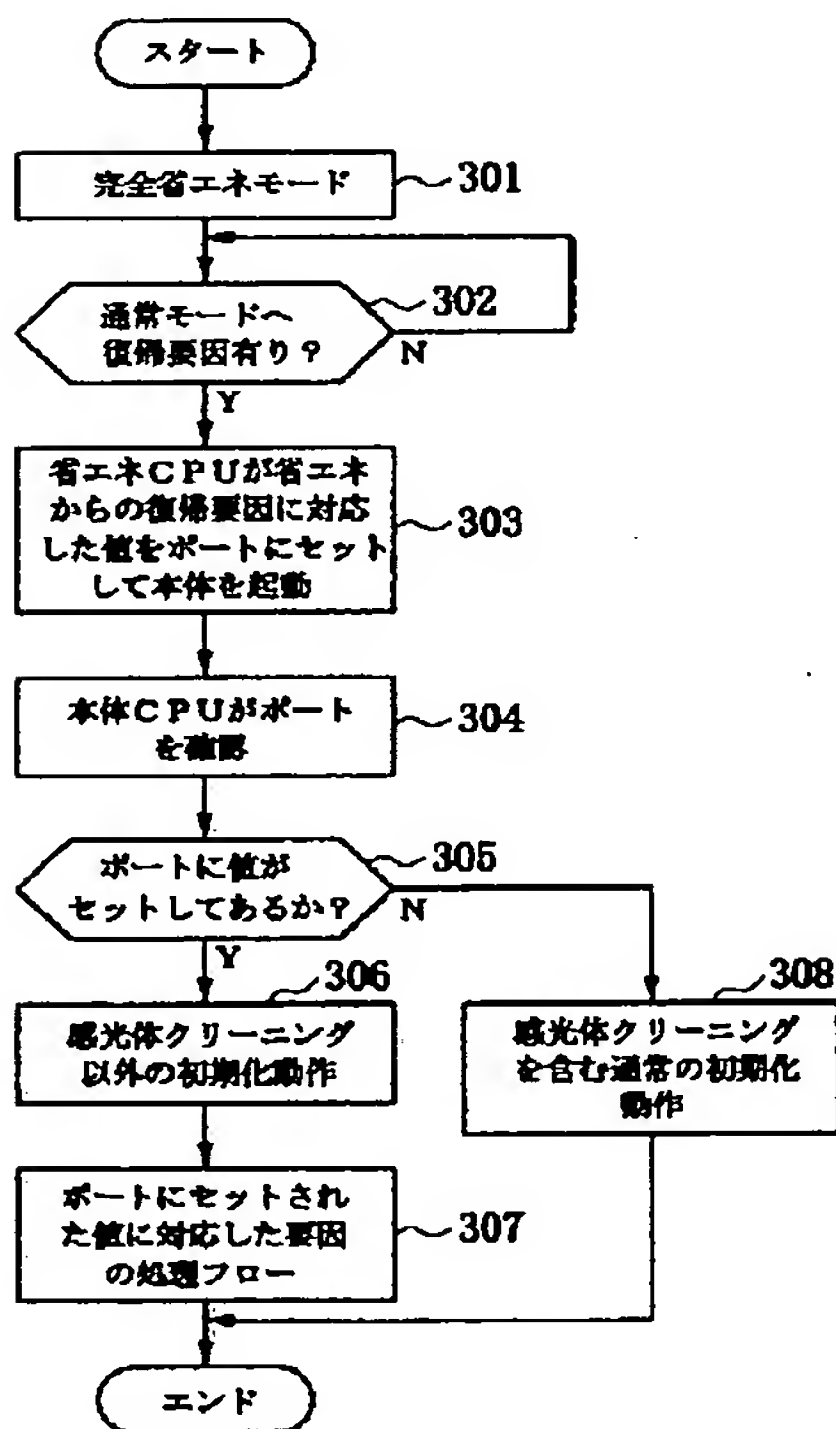 スタート
完全省エネモード
301
通常モードへ
復帰要因有り？
302
N
Y
省エネＣＰＵが省エネ
からの復帰要因に対応
した値をポートにセット
して本体を起動
303
本体ＣＰＵがポート
を確認
304
ポートに値が
セットしてあるか？
305
N
Y
306
感光体クリーニング
以外の初期化動作
308
感光体クリーニング
を含む通常の初期化
動作
ポートにセットされ
た値に対応した要因
の処理フロー
307
エンド